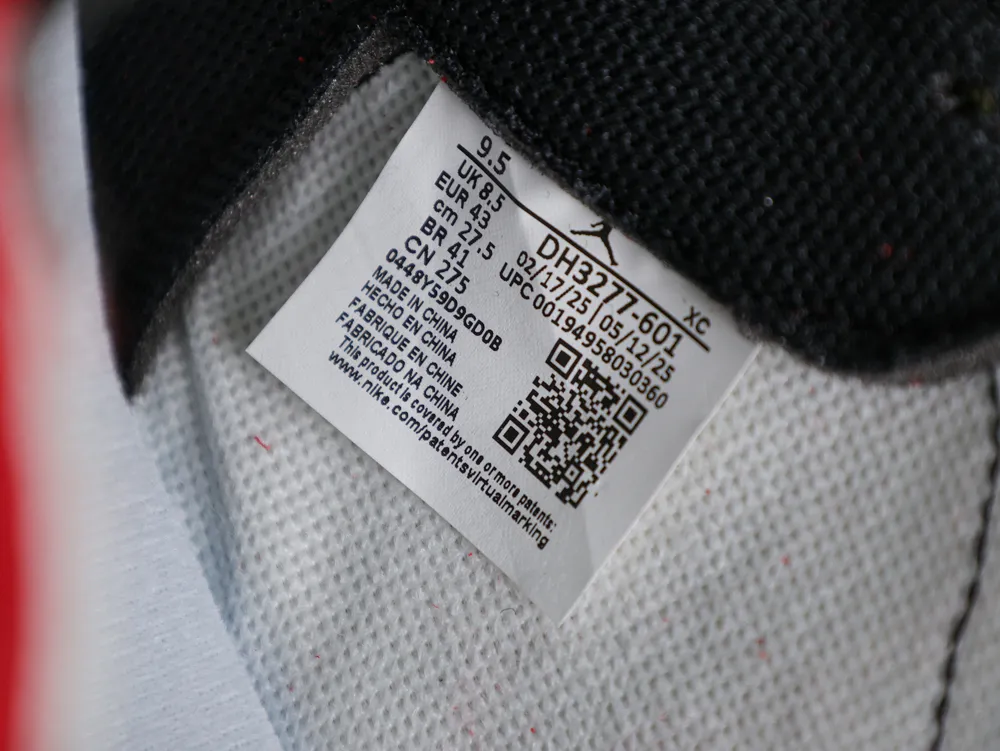 9.5
UK 8.5
EUR 43
cm 27.5
BR 41
CN 275
0448Y59D9GD0B
MADE IN CHINA
HECHO EN CHINA
FABRIQUE EN CHINE
FABRICADO NA CHINA
This product is covered by one or more patents:
www.nike.com/patentsvirtualmarking
XC
DH3277-601
02/17/25 | 05/12/25
UPC 00194958030360